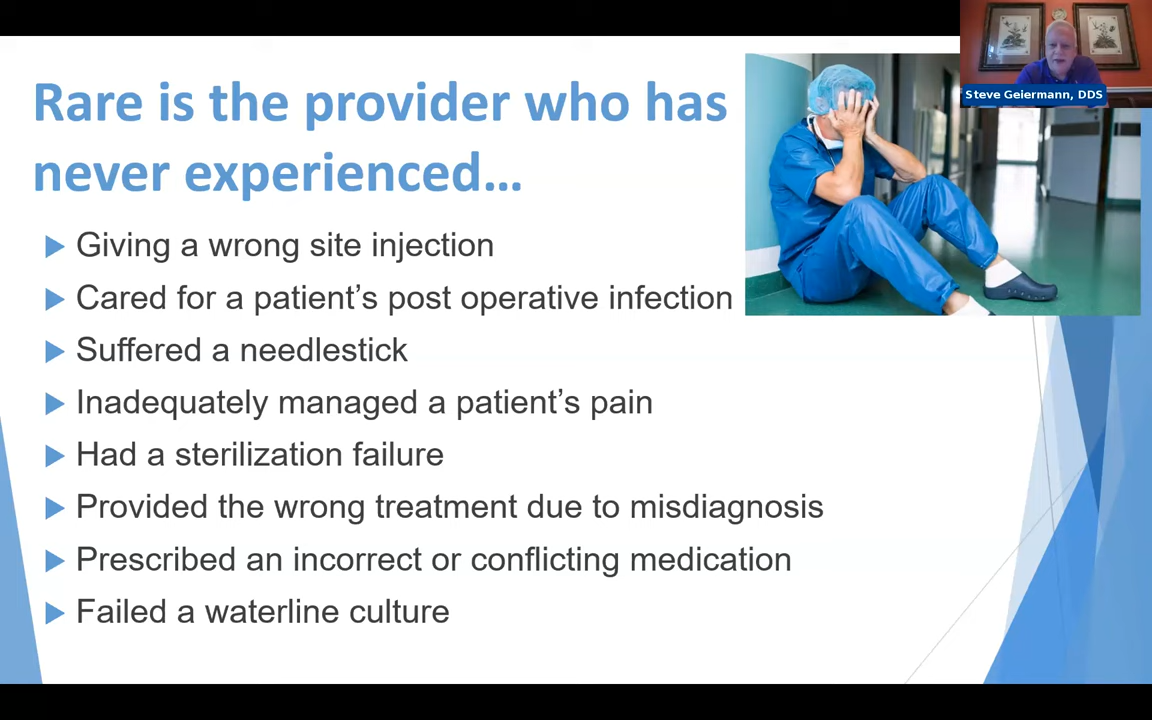 Rare is the provider who has
never experienced…
Giving a wrong site injection
Cared for a patient’s post operative infection
Suffered a needlestick
Inadequately managed a patient’s pain
Had a sterilization failure
Provided the wrong treatment due to misdiagnosis
Prescribed an incorrect or conflicting medication
Failed a waterline culture
Steve Geiermann, DDS